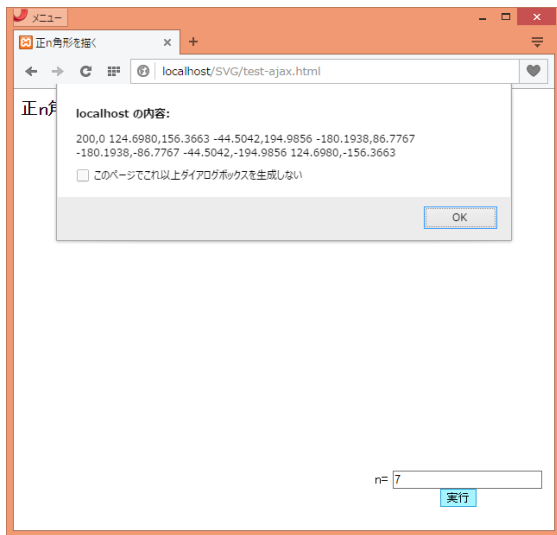 メニュー
正n角形を描く
localhost/SVG/test-ajax.html
正n角
localhost の内容:
200,0 124.6980,156.3663 -44.5042,194.9856 -180.1938,86.7767
-180.1938,-86.7767 -44.5042,-194.9856 124.6980,-156.3663
このページでこれ以上ダイアログボックスを生成しない
OK
n= 7
実行